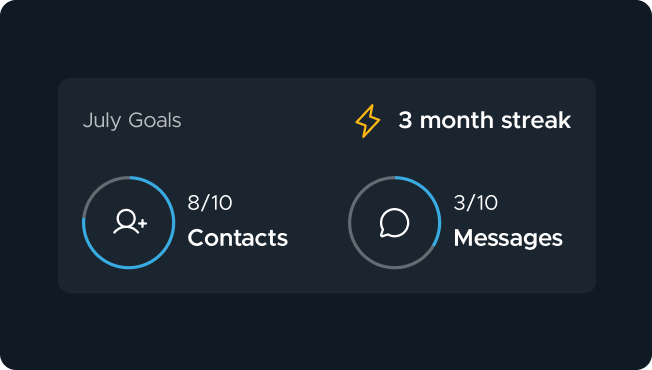 July Goals
3 month streak
8/10
Contacts
3/10
Messages